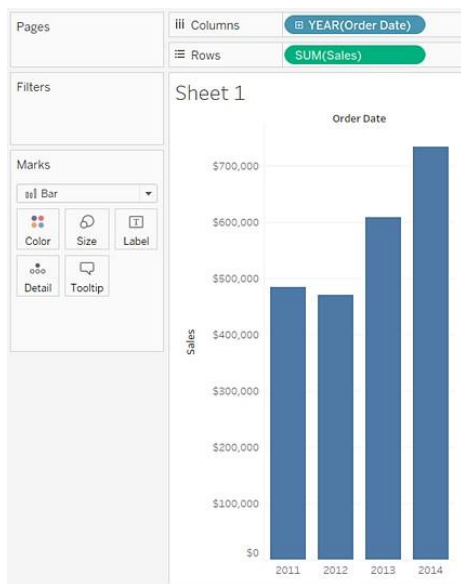 Pages
Columns
YEAR(Order Date)
Rows
SUM(Sales)
Filters
Marks
Bar
Color
Size
Label
Detail
Tooltip
Sheet 1
Order Date
$700,000
$600,000
$500,000
$400,000
$300,000
$200,000
$100,000
$0
Sales
2011 2012 2013 2014